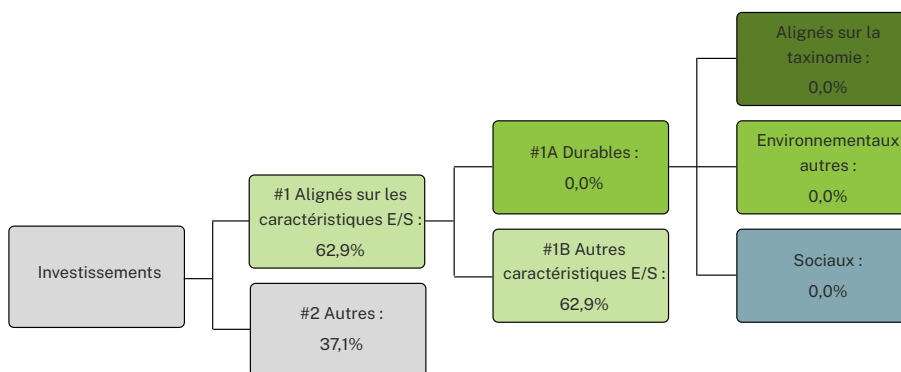 Investissements
#1 Alignés sur les
caractéristiques E/S :
62,9%
#2 Autres :
37,1%
#1A Durables :
0,0%
#1B Autres
caractéristiques E/S :
62,9%
Alignés sur la
taxinomie :
0,0%
Environnementaux
autres :
0,0%
Sociaux :
0,0%